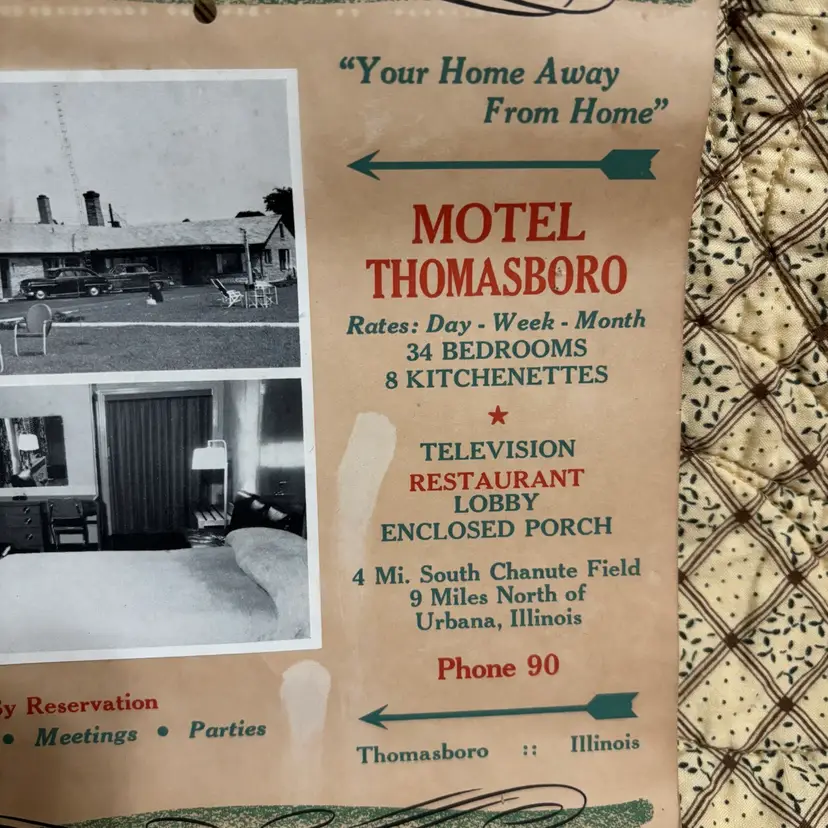 “Your Home Away
From Home”
MOTEL
THOMASBORO
Rates: Day - Week - Month
34 BEDROOMS
8 KITCHENETTES
TELEVISION
RESTAURANT
LOBBY
ENCLOSED PORCH
4 Mi. South Chanute Field
9 Miles North of
Urbana, Illinois
Phone 90
By Reservation
• Meetings • Parties
Thomasboro :: Illinois